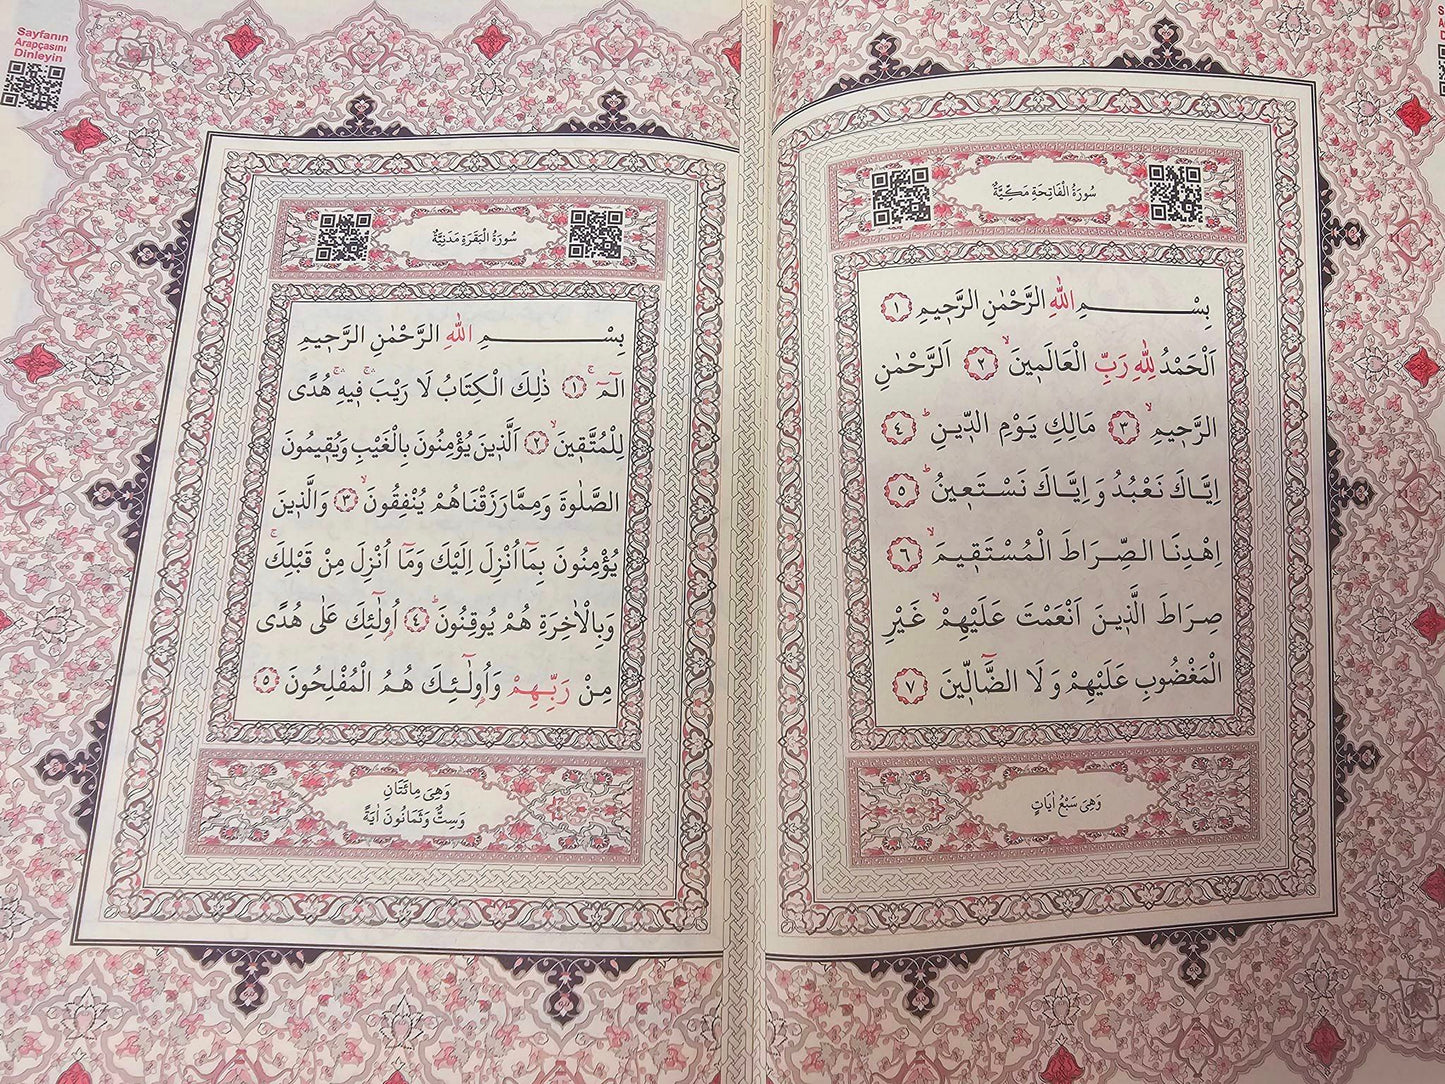 سُورَةُ الْفَاتِحَةِ مَكِّيَّةٌ
بِسْــــــمِ اللّٰهِ الرَّحْمٰنِ الرَّحِيمِ ١
اَلْحَمْدُ لِلّٰهِ رَبِّ الْعَالَمِينَۙ ٢ اَلرَّحْمٰنِ
الرَّحِيمِۙ ٣ مَالِكِ يَوْمِ الدِّينِۜ ٤
اِيَّاكَ نَعْبُدُ وَاِيَّاكَ نَسْتَعِينُۜ ٥
اِهْدِنَا الصِّرَاطَ الْمُسْتَقِيمَۙ ٦
صِرَاطَ الَّذِينَ اَنْعَمْتَ عَلَيْهِمْۙ غَيْرِ
الْمَغْضُوبِ عَلَيْهِمْ وَلَا الضَّٓالِّينَ ٧
وَهِىَ سَبْعُ اٰيَاتٍ
Sayfanın
Arapçasını
Dinleyin
سُورَةُ الْبَقَرَةِ مَدَنِيَّةٌ
بِسْــــــمِ اللّٰهِ الرَّحْمٰنِ الرَّحِيمِ
الٓمٓۚ ١ ذٰلِكَ الْكِتَابُ لَا رَيْبَۚۛ فِيهِۚۛ هُدًى
لِلْمُتَّقِينَۙ ٢ اَلَّذِينَ يُؤْمِنُونَ بِالْغَيْبِ وَيُقِيمُونَ
الصَّلٰوةَ وَمِمَّا رَزَقْنَاهُمْ يُنْفِقُونَۙ ٣ وَالَّذِينَ
يُؤْمِنُونَ بِمَٓا اُنْزِلَ اِلَيْكَ وَمَٓا اُنْزِلَ مِنْ قَبْلِكَۚ
وَبِالْاٰخِرَةِ هُمْ يُوقِنُونَۜ ٤ اُو۬لٰٓئِكَ عَلٰى هُدًى
مِنْ رَبِّهِمْ وَاُو۬لٰٓئِكَ هُمُ الْمُفْلِحُونَ ٥
وَهِىَ مِائَتَانِ
وَسِتٌّ وَثَمَانُونَ اٰيَةً